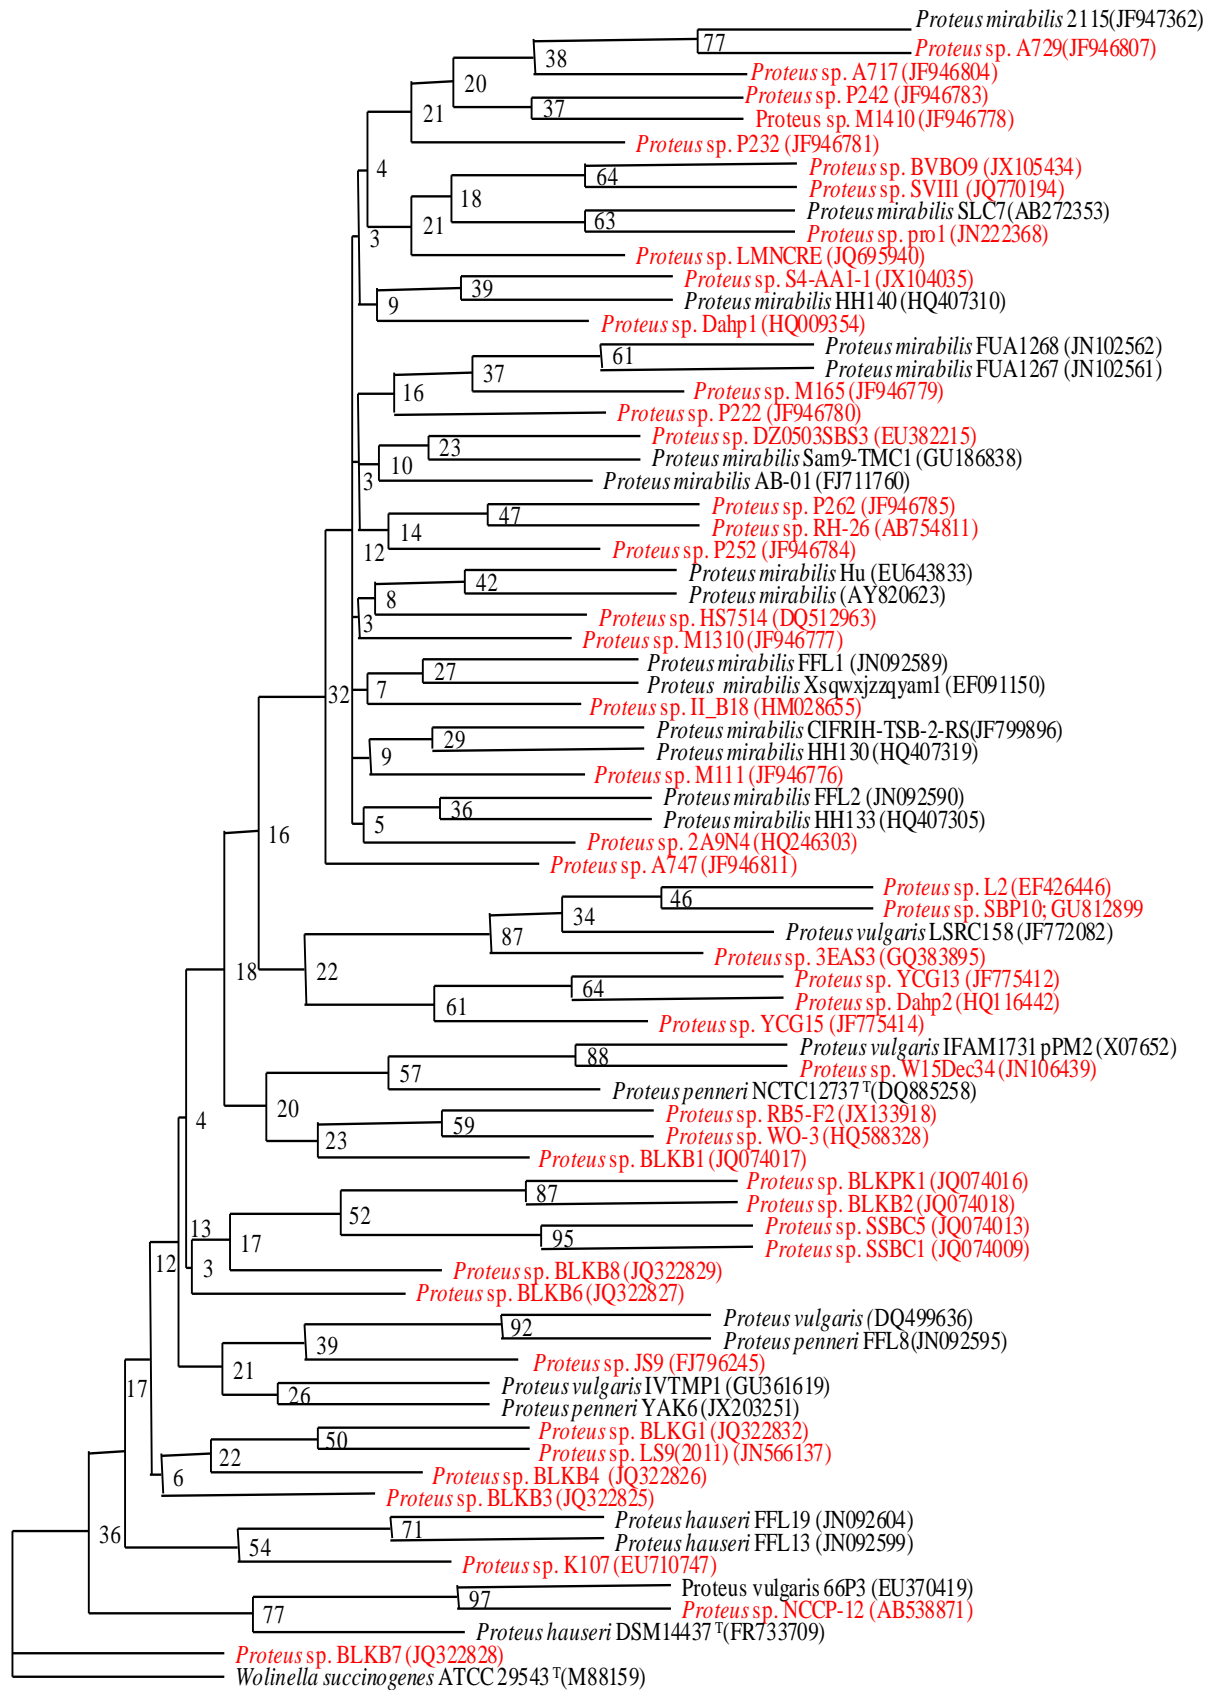 Proteus mirabilis 2115(JF947362)
77
Proteus sp. A729(JF946807)
38
Proteus sp. A717 (JF946804)
20
Proteus sp. P242 (JF946783)
37
21
Proteus sp. M1410 (JF946778)
Proteus sp. P232 (JF946781)
4
Proteus sp. BVBO9 (JX105434)
64
Proteus sp. SVII1 (JQ770194)
18
Proteus mirabilis SLC7(AB272353)
63
21
Proteus sp. pro1 (JN222368)
3
Proteus sp. LMNCRE (JQ695940)
Proteus sp. S4-AA1-1 (JX104035)
39
Proteus mirabilis HH140 (HQ407310)
9
Proteus sp. Dahp1 (HQ009354)
Proteus mirabilis FUA1268 (JN102562)
61
Proteus mirabilis FUA1267 (JN102561)
37
Proteus sp. M165 (JF946779)
16
Proteus sp. P222 (JF946780)
Proteus sp. DZ0503SBS3 (EU382215)
23
Proteus mirabilis Sam9-TMC1 (GU186838)
10
3
Proteus mirabilis AB-01 (FJ711760)
Proteus sp. P262 (JF946785)
47
Proteus sp. RH-26 (AB754811)
14
12
Proteus sp. P252 (JF946784)
Proteus mirabilis Hu (EU643833)
42
Proteus mirabilis (AY820623)
8
Proteus sp. HS7514 (DQ512963)
3
Proteus sp. M1310 (JF946777)
Proteus mirabilis FFL1 (JN092589)
27
Proteus mirabilis Xsqwxjzzqyam1 (EF091150)
7
32
Proteus sp. II_B18 (HM028655)
Proteus mirabilis CIFRIH-TSB-2-RS(JF799896)
29
Proteus mirabilis HH130 (HQ407319)
9
Proteus sp. M111 (JF946776)
Proteus mirabilis FFL2 (JN092590)
36
Proteus mirabilis HH133 (HQ407305)
5
16
Proteus sp. 2A9N4 (HQ246303)
Proteus sp. A747 (JF946811)
Proteus sp. L2 (EF426446)
46
Proteus sp. SBP10; GU812899
34
Proteus vulgaris LSRC158 (JF772082)
87
Proteus sp. 3EAS3 (GQ383895)
18
22
Proteus sp. YCG13 (JF775412)
64
Proteus sp. Dahp2 (HQ116442)
61
Proteus sp. YCG15 (JF775414)
Proteus vulgaris IFAM1731 pPM2 (X07652)
88
Proteus sp. W15Dec34 (JN106439)
57
Proteus penneri NCTC12737 T(DQ885258)
20
4
Proteus sp. RB5-F2 (JX133918)
59
Proteus sp. WO-3 (HQ588328)
23
Proteus sp. BLKB1 (JQ074017)
Proteus sp. BLKPK1 (JQ074016)
87
Proteus sp. BLKB2 (JQ074018)
52
13
Proteus sp. SSBC5 (JQ074013)
95
17
Proteus sp. SSBC1 (JQ074009)
12
3
Proteus sp. BLKB8 (JQ322829)
Proteus sp. BLKB6 (JQ322827)
Proteus vulgaris (DQ499636)
92
Proteus penneri FFL8(JN092595)
39
Proteus sp. JS9 (FJ796245)
21
17
Proteus vulgaris IVTMP1 (GU361619)
26
Proteus penneri YAK6 (JX203251)
Proteus sp. BLKG1 (JQ322832)
50
Proteus sp. LS9(2011) (JN566137)
22
6
Proteus sp. BLKB4 (JQ322826)
Proteus sp. BLKB3 (JQ322825)
Proteus hauseri FFL19 (JN092604)
71
36
Proteus hauseri FFL13 (JN092599)
54
Proteus sp. K107 (EU710747)
Proteus vulgaris 66P3 (EU370419)
97
Proteus sp. NCCP-12 (AB538871)
77
Proteus hauseri DSM14437 T(FR733709)
Proteus sp. BLKB7 (JQ322828)
Wolinella succinogenes ATCC 29543 T(M88159)